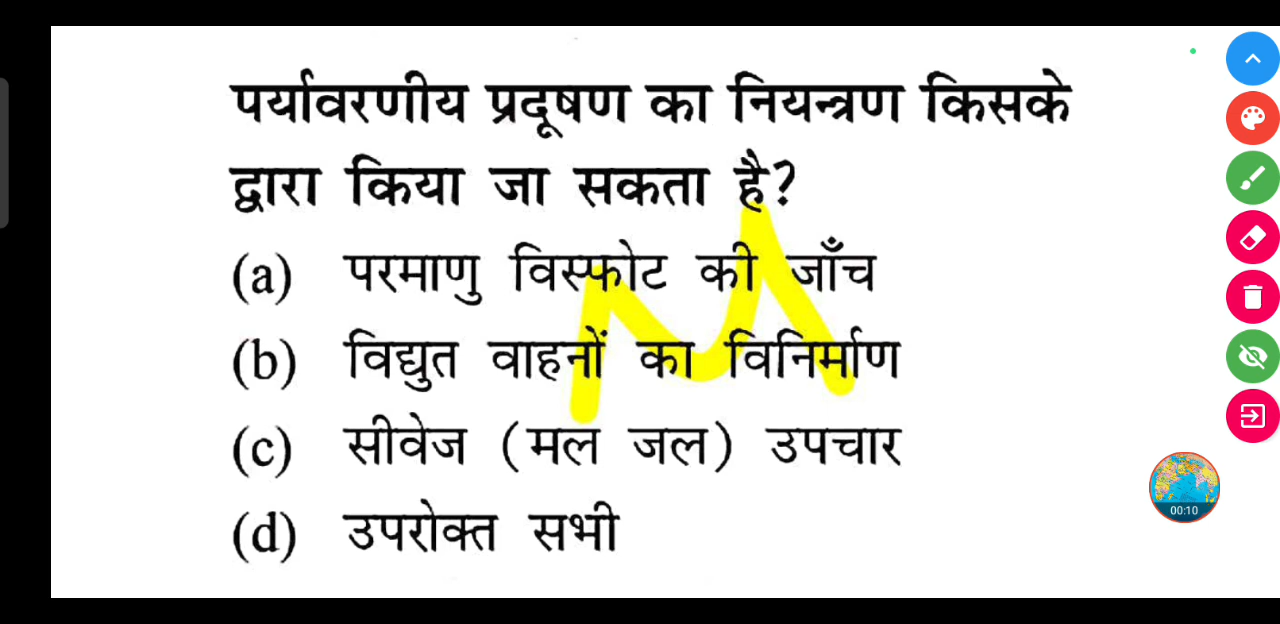 पर्यावरणीय प्रदूषण का नियन्त्रण किसके
द्वारा किया जा सकता है?
(a) परमाणु विस्फोट की जाँच
(b) विद्युत वाहनों का विनिर्माण
(c) सीवेज (मल जल) उपचार
(d) उपरोक्त सभी
00:10